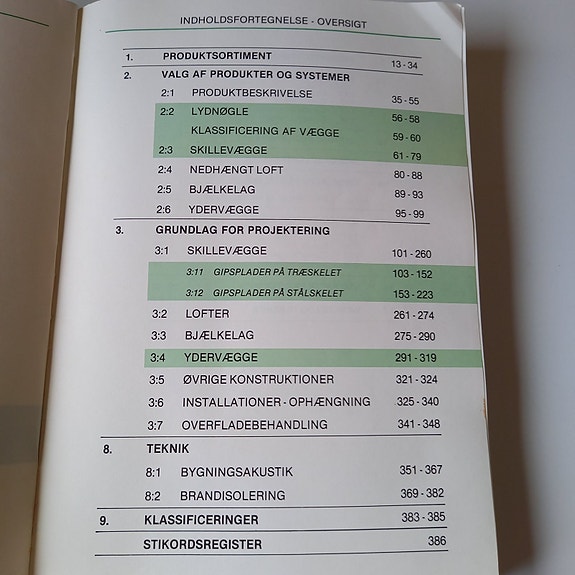 INDHOLDSFORTEGNELSE - OVERSIGT
1. PRODUKTSORTIMENT 13 - 34
2. VALG AF PRODUKTER OG SYSTEMER
2:1 PRODUKTBESKRIVELSE 35 - 55
2:2 LYDNØGLE 56 - 58
KLASSIFICERING AF VÆGGE 59 - 60
2:3 SKILLEVÆGGE 61 - 79
2:4 NEDHÆNGT LOFT 80 - 88
2:5 BJÆLKELAG 89 - 93
2:6 YDERVÆGGE 95 - 99
3. GRUNDLAG FOR PROJEKTERING
3:1 SKILLEVÆGGE 101 - 260
3:11 GIPSPLADER PÅ TRÆSKELET 103 - 152
3:12 GIPSPLADER PÅ STÅLSKELET 153 - 223
3:2 LOFTER 261 - 274
3:3 BJÆLKELAG 275 - 290
3:4 YDERVÆGGE 291 - 319
3:5 ØVRIGE KONSTRUKTIONER 321 - 324
3:6 INSTALLATIONER - OPHÆNGNING 325 - 340
3:7 OVERFLADEBEHANDLING 341 - 348
8. TEKNIK
8:1 BYGNINGSAKUSTIK 351 - 367
8:2 BRANDISOLERING 369 - 382
9. KLASSIFICERINGER 383 - 385
STIKORDSREGISTER 386